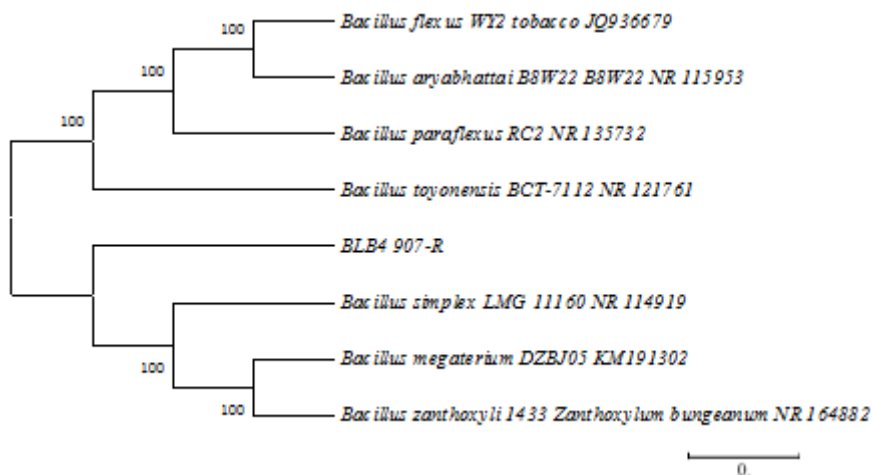 100
Bacillus flexus WY2 tobacco JQ936679
100
Bacillus aryabhattai B8W22 B8W22 NR 115953
100
Bacillus paraflexus RC2 NR 135732
Bacillus toyonensis BCT-7112 NR 121761
BLB4 907-R
Bacillus simplex LMG 11160 NR 114919
100
Bacillus megaterium DZBJ05 KM191302
100
Bacillus zanthoxyli 1433 Zanthoxylum bungeanum NR 164882
0.